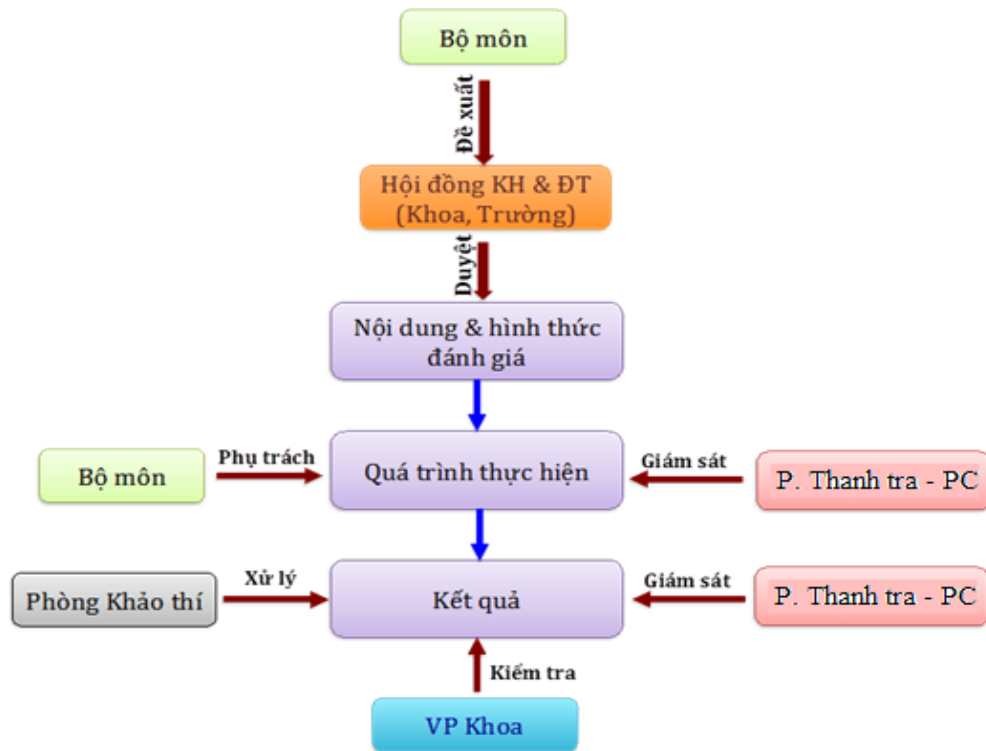 Bộ môn
Đề xuất
Hội đồng KH & ĐT
(Khoa, Trường)
Duyệt
Nội dung & hình thức
đánh giá
Bộ môn
Phụ trách
Quá trình thực hiện
Giám sát
P. Thanh tra - PC
Phòng Khảo thí
Xử lý
Kết quả
Giám sát
P. Thanh tra - PC
Kiểm tra
VP Khoa